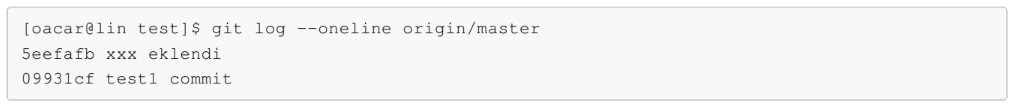 [oacar@lin test]$ git log --oneline origin/master
5eefafb xxx eklendi
09931cf test1 commit